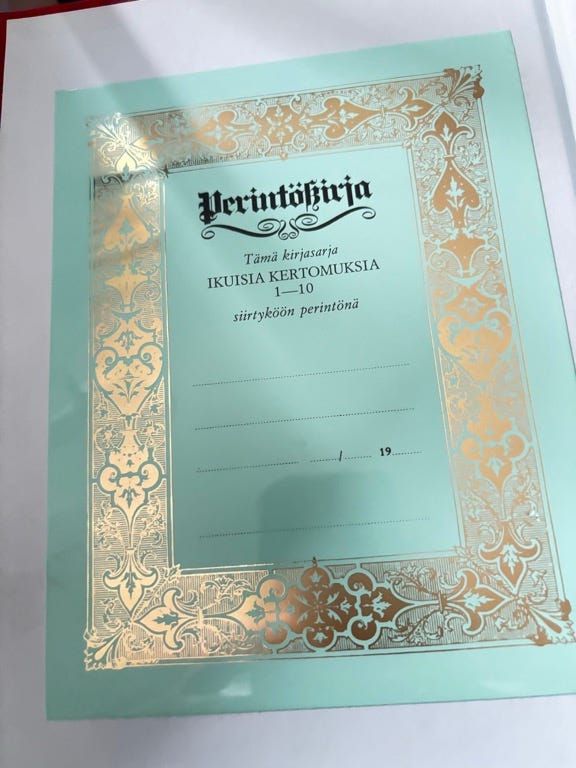 Perintökirja
Tämä kirjasarja
IKUISIA KERTOMUKSIA
1—10
siirtyköön perintönä
/ 19